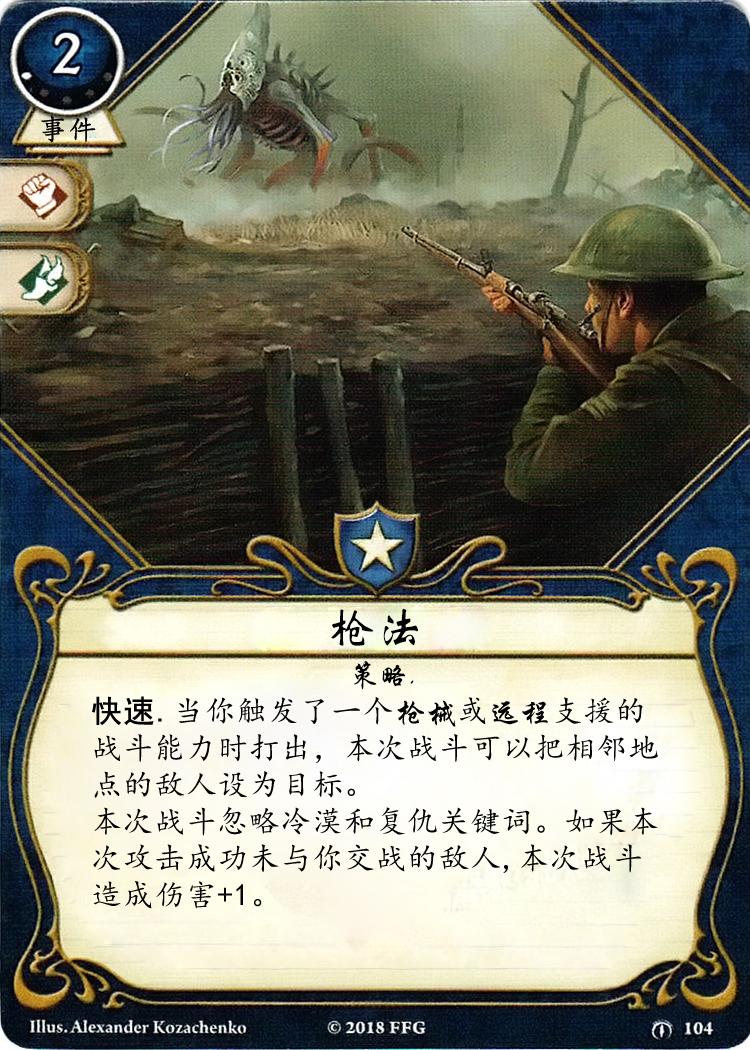 2
事件
枪法
策略.
快速. 当你触发了一个枪械或远程支援的
战斗能力时打出，本次战斗可以把相邻地
点的敌人设为目标。
本次战斗忽略冷漠和复仇关键词。如果本
次攻击成功未与你交战的敌人，本次战斗
造成伤害+1。
Illus. Alexander Kozachenko © 2018 FFG 104